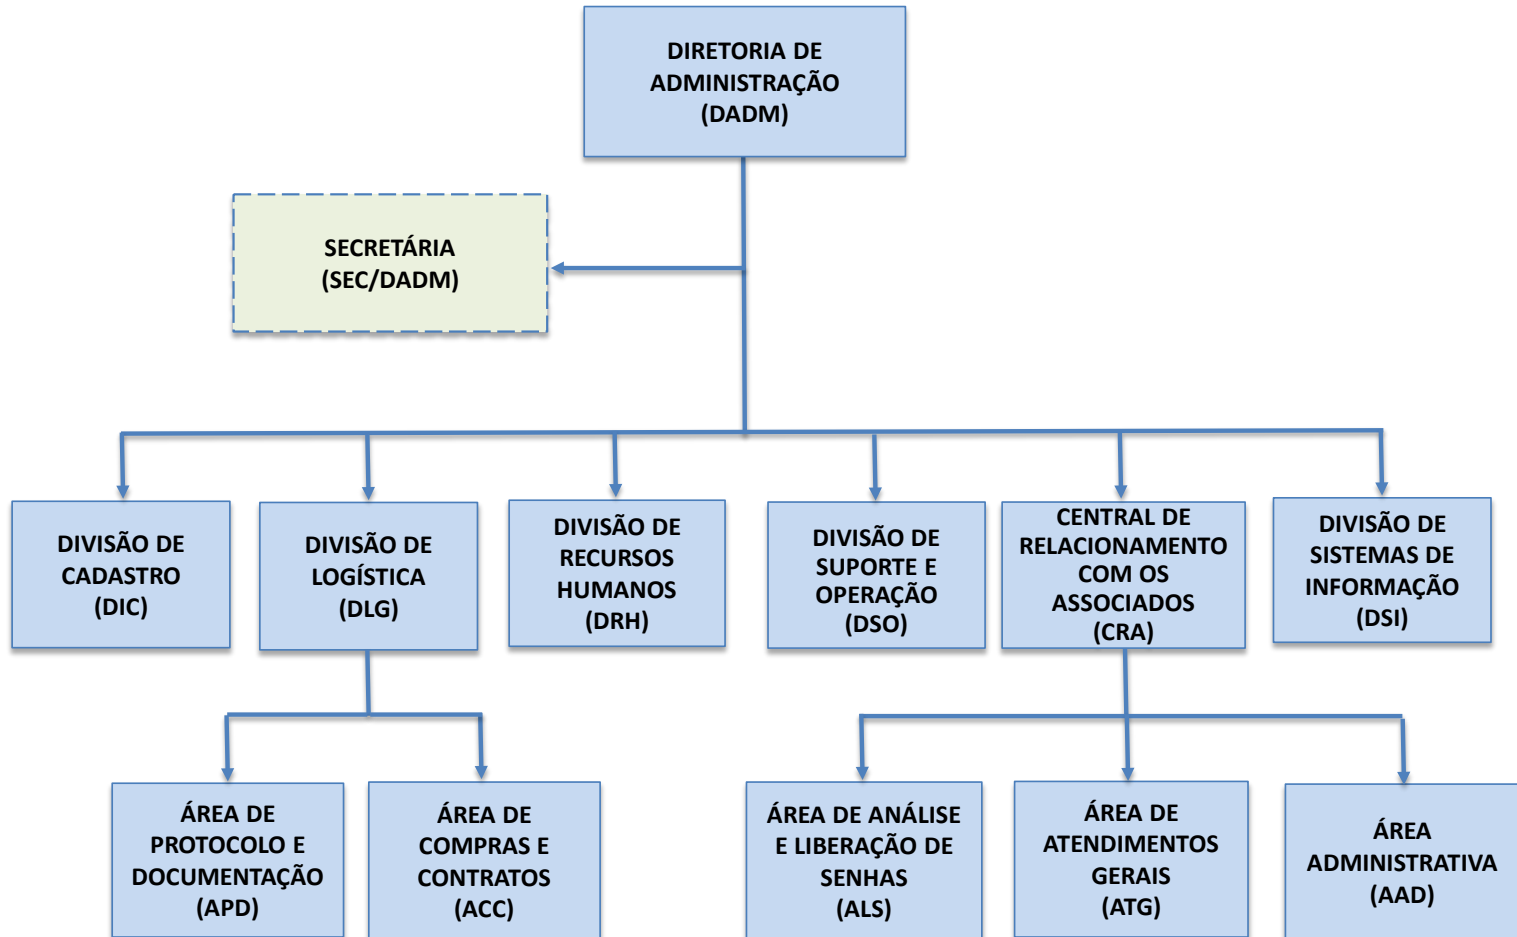 DIRETORIA DE
ADMINISTRAÇÃO
(DADM)
SECRETÁRIA
(SEC/DADM)
DIVISÃO DE
CADASTRO
(DIC)
DIVISÃO DE
LOGÍSTICA
(DLG)
DIVISÃO DE
RECURSOS
HUMANOS
(DRH)
DIVISÃO DE
SUPORTE E
OPERAÇÃO
(DSO)
CENTRAL DE
RELACIONAMENTO
COM OS
ASSOCIADOS
(CRA)
DIVISÃO DE
SISTEMAS DE
INFORMAÇÃO
(DSI)
ÁREA DE
PROTOCOLO E
DOCUMENTAÇÃO
(APD)
ÁREA DE
COMPRAS E
CONTRATOS
(ACC)
ÁREA DE ANÁLISE
E LIBERAÇÃO DE
SENHAS
(ALS)
ÁREA DE
ATENDIMENTOS
GERAIS
(ATG)
ÁREA
ADMINISTRATIVA
(AAD)